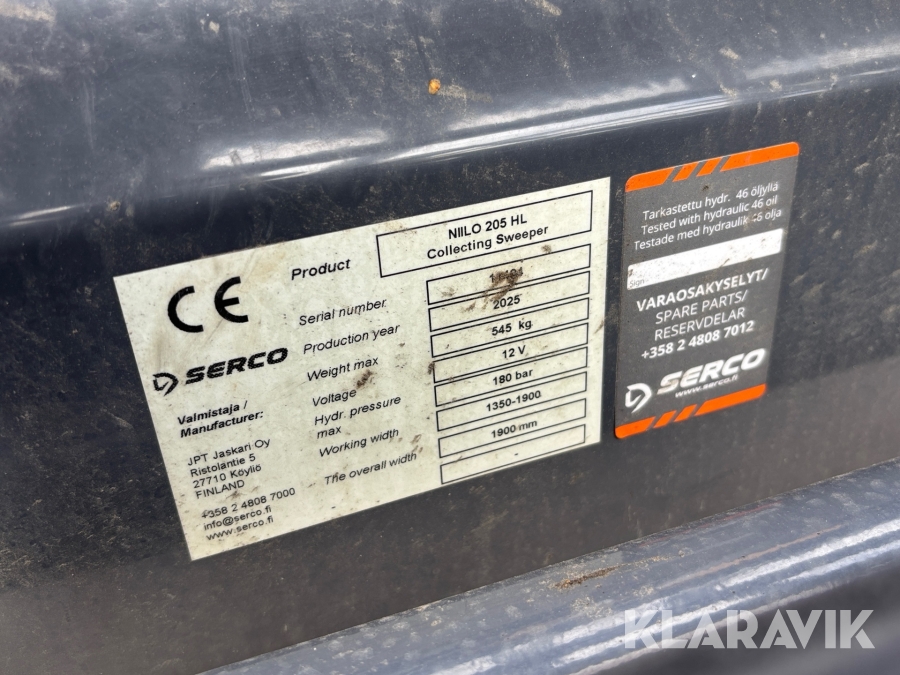 CE
SERCO
Valmistaja /
Manufacturer:
JPT Jaskari Oy
Ristolantie 5
27710 Köyliö
FINLAND
+358 2 4808 7000
info@serco.fi
www.serco.fi
Product
NIILO 205 HL
Collecting Sweeper
Serial number
Production year
2025
Weight max
545 kg
Voltage
12 V
Hydr. pressure
max
180 bar
Working width
1350-1900
The overall width
1900 mm
-
Tarkastettu hydr. 46 öljyllä
Tested with hydraulic 46 oil
Testade med hydraulik 46 olja
Sign
VARAOSAKYSELYT/
SPARE PARTS/
RESERVDELAR
+358 2 4808 7012
SERCO
www.serco.fi
KLARAVIK